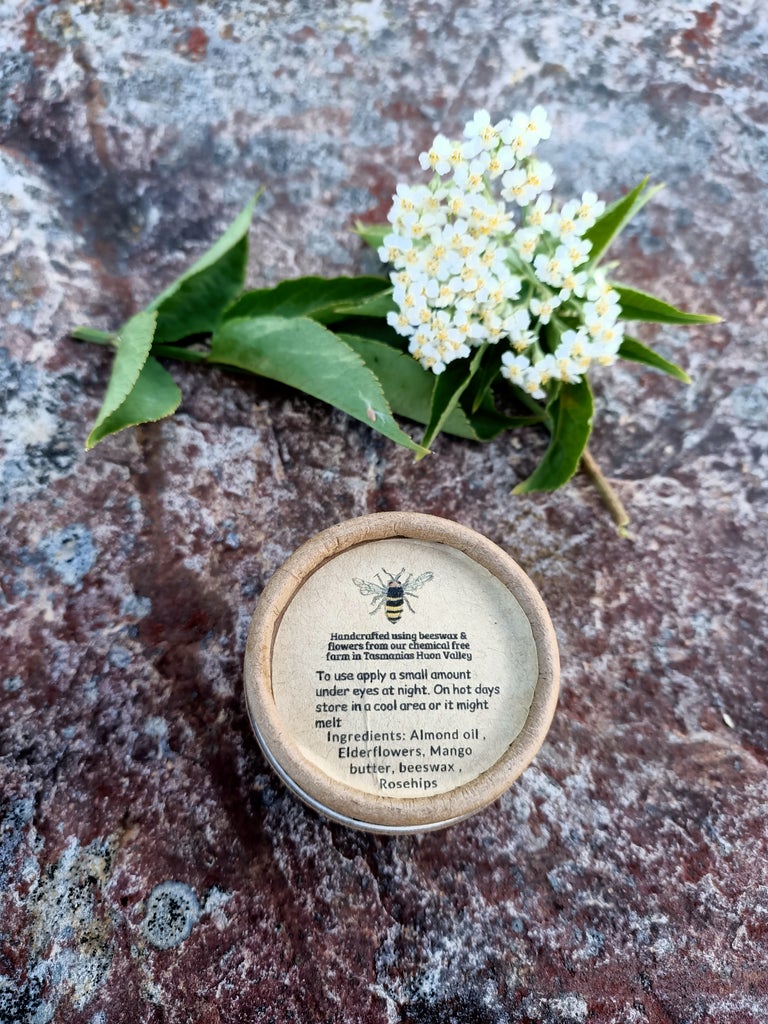 Handcrafted using beeswax &
flowers from our chemical free
farm in Tasmanias Huon Valley
To use apply a small amount
under eyes at night. On hot days
store in a cool area or it might
melt
Ingredients: Almond oil ,
Elderflowers, Mango
butter, beeswax ,
Rosehips